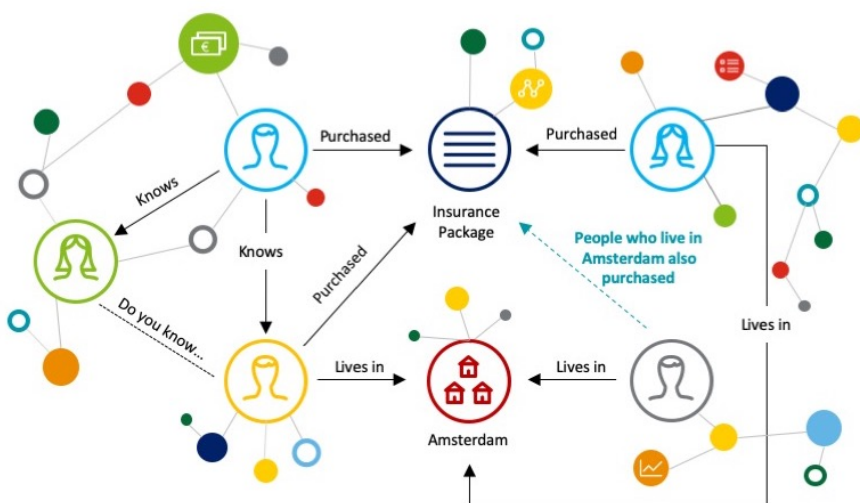 €
Purchased
Purchased
Knows
Insurance
Package
Knows
Purchased
People who live in
Amsterdam also
purchased
Do you know...
Lives in
Lives in
Lives in
Amsterdam